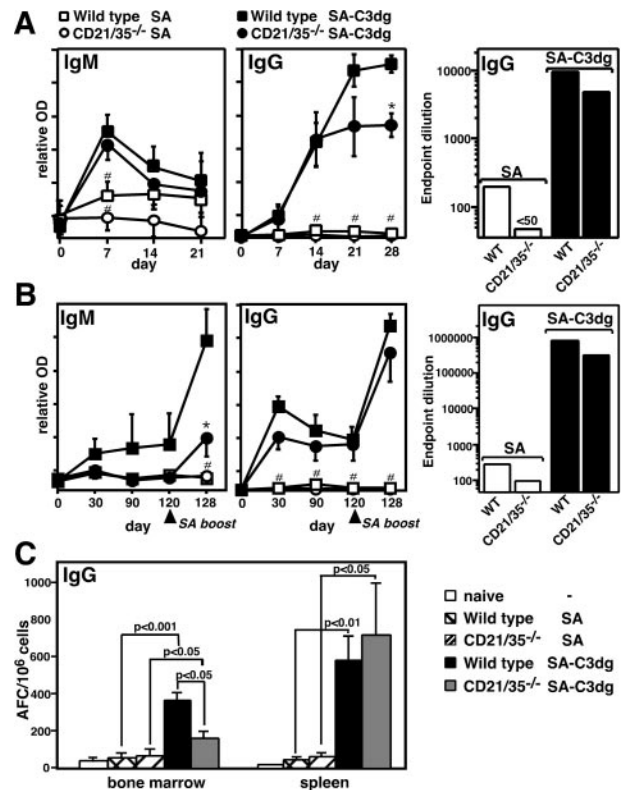 A
Wild type SA
CD21/35-/- SA
Wild type SA-C3dg
CD21/35-/- SA-C3dg
IgM
relative OD
#
#
0 7 14 21
day
IgG
*
# # #
0 7 14 21 28
day
IgG
SA-C3dg
Endpoint dilution
10000
1000
100
SA
<50
WT
CD21/35-/-
WT
CD21/35-/-
B
IgM
relative OD
*
#
0 30 90 120 128
day
SA boost
IgG
# # # #
0 30 90 120 128
day
SA boost
IgG
SA-C3dg
Endpoint dilution
1000000
100000
10000
1000
100
SA
WT
CD21/35-/-
WT
CD21/35-/-
C
IgG
AFC/10^6 cells
1000
800
600
400
200
0
p<0.001
p<0.05
p<0.05
p<0.05
p<0.01
bone marrow
spleen
naive -
Wild type SA
CD21/35-/- SA
Wild type SA-C3dg
CD21/35-/- SA-C3dg